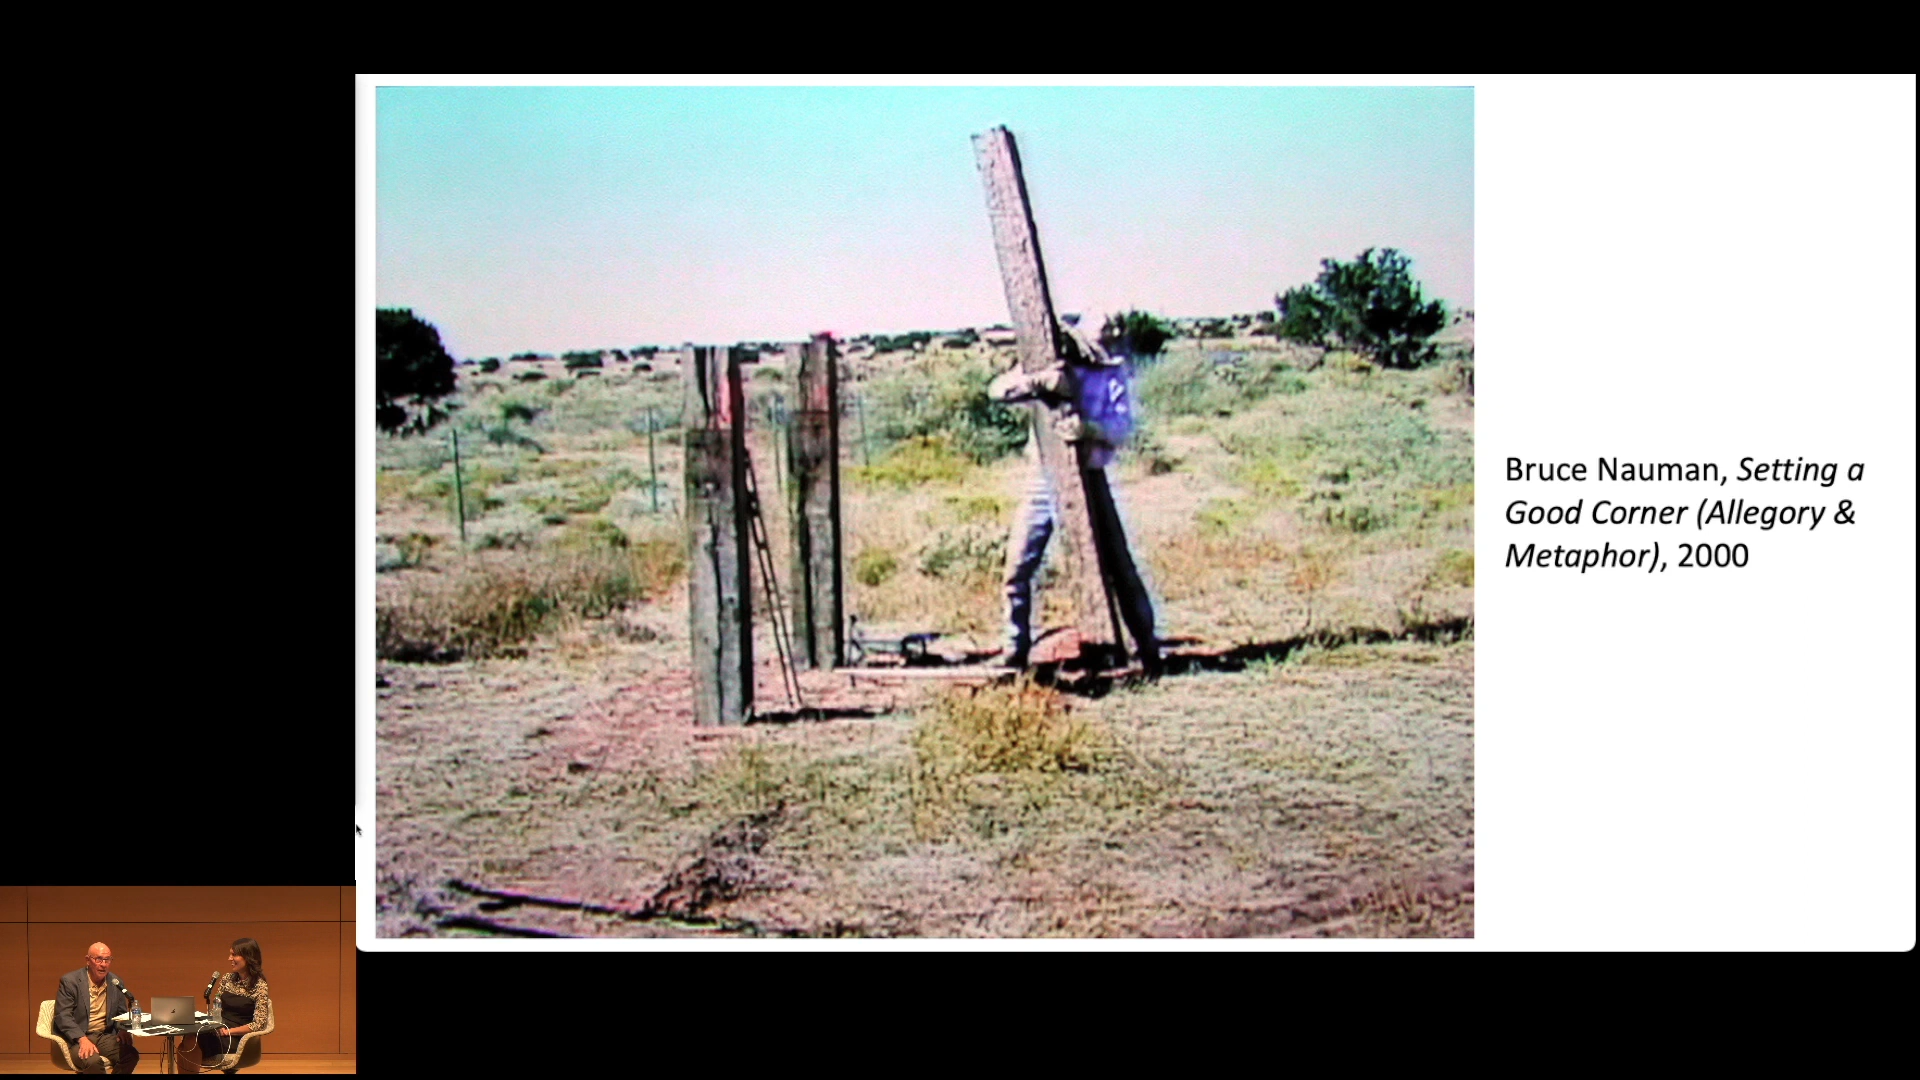 Bruce Nauman, Setting a
Good Corner (Allegory &
Metaphor), 2000